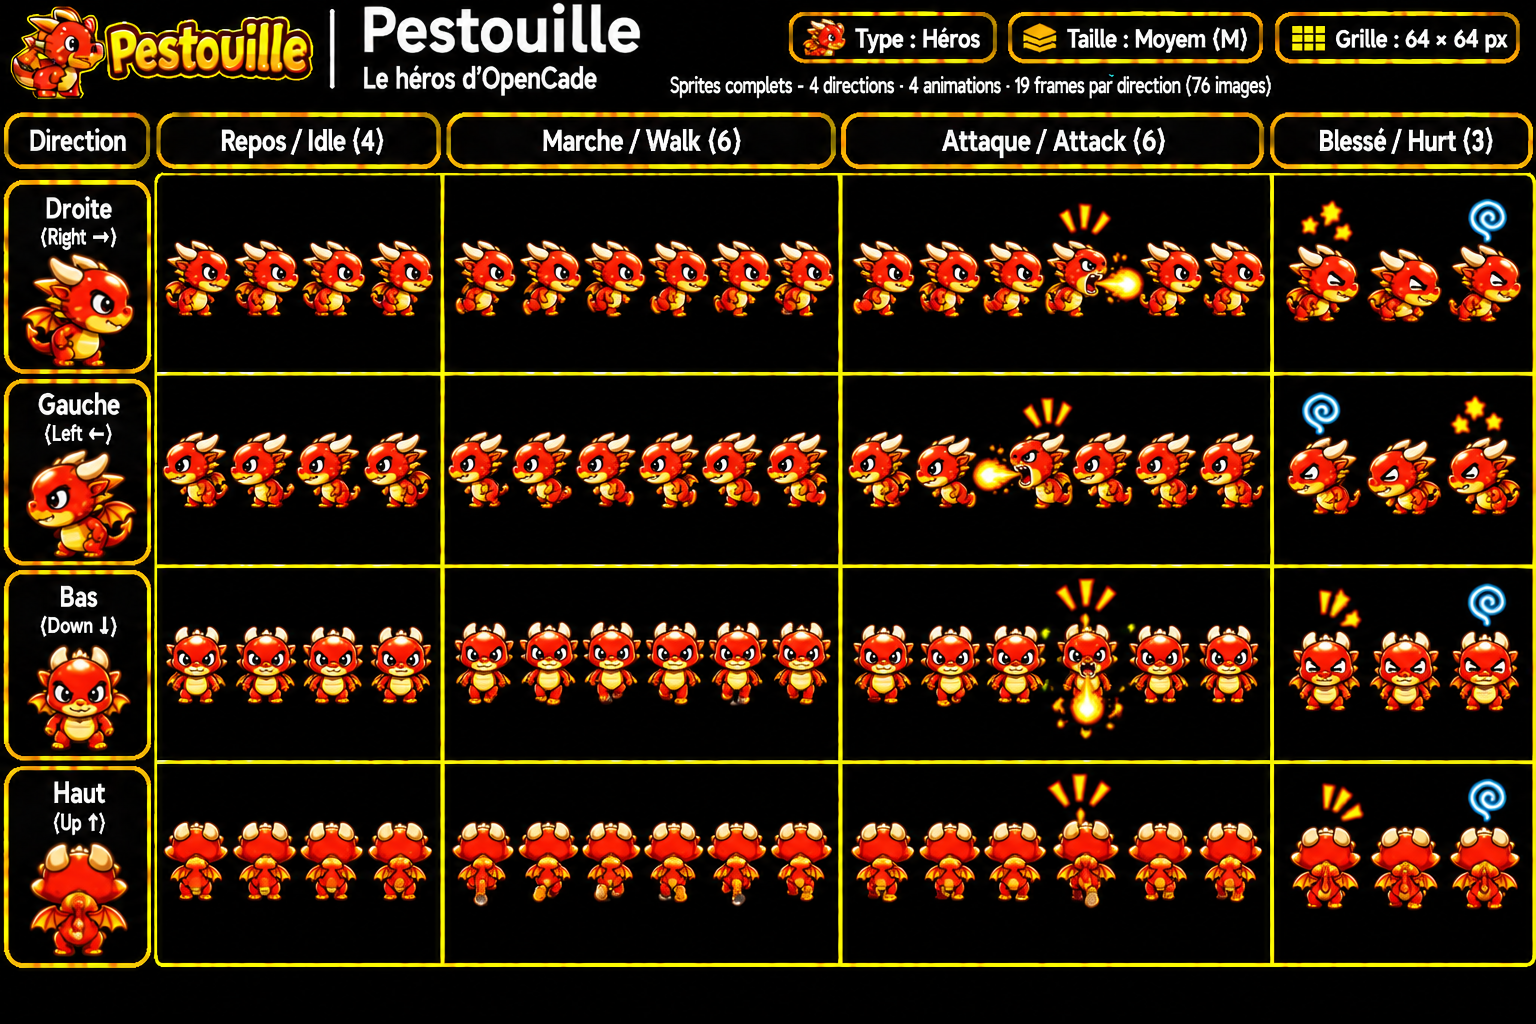 Pestouille
Pestouille
Le héros d'OpenCade
Type : Héros
Taille : Moyem (M)
Grille : 64 × 64 px
Sprites complets - 4 directions · 4 animations · 19 frames par direction (76 images)
Direction
Repos / Idle (4)
Marche / Walk (6)
Attaque / Attack (6)
Blessé / Hurt (3)
Droite
(Right →)
Gauche
(Left ←)
Bas
(Down ↓)
Haut
(Up ↑)